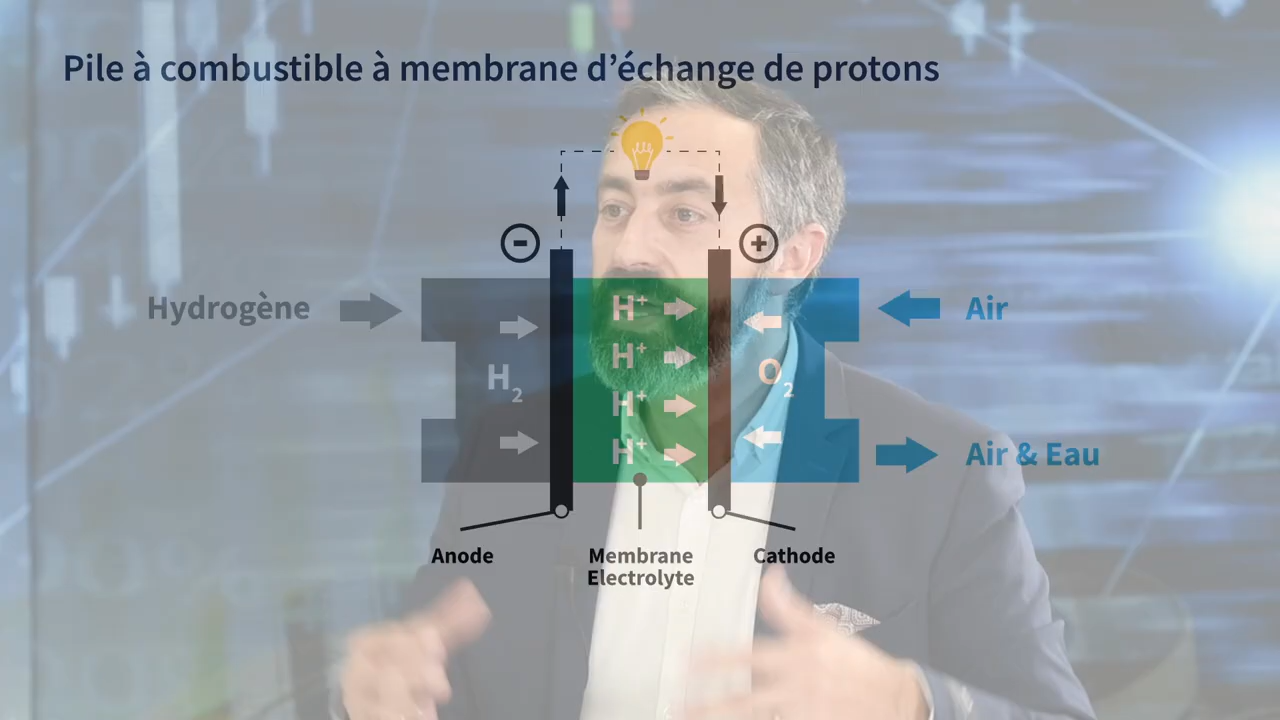 Pile à combustible à membrane d’échange de protons
-
+
Hydrogène
H+
Air
H+
H2
O2
H+
H+
Air & Eau
Anode
Membrane
Electrolyte
Cathode